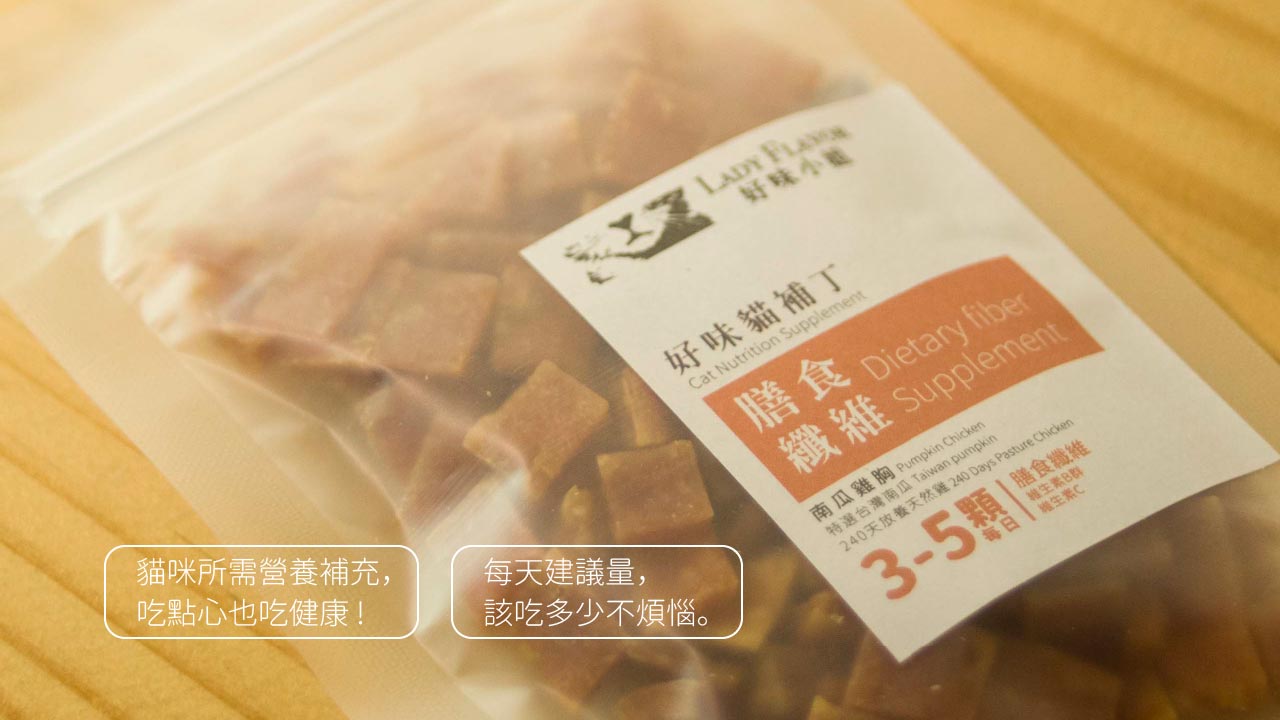 LADY FLAVOR
好味小姐
好味貓補丁
Cat Nutrition Supplement
膳食
纖維
Dietary fiber
Supplement
南瓜雞胸 Pumpkin Chicken
特選台灣南瓜 Taiwan pumpkin
240天放養天然雞 240 Days Pasture Chicken
3-5顆
每日
膳食纖維
維生素B群
維生素C
貓咪所需營養補充，
吃點心也吃健康！
每天建議量，
該吃多少不煩惱。